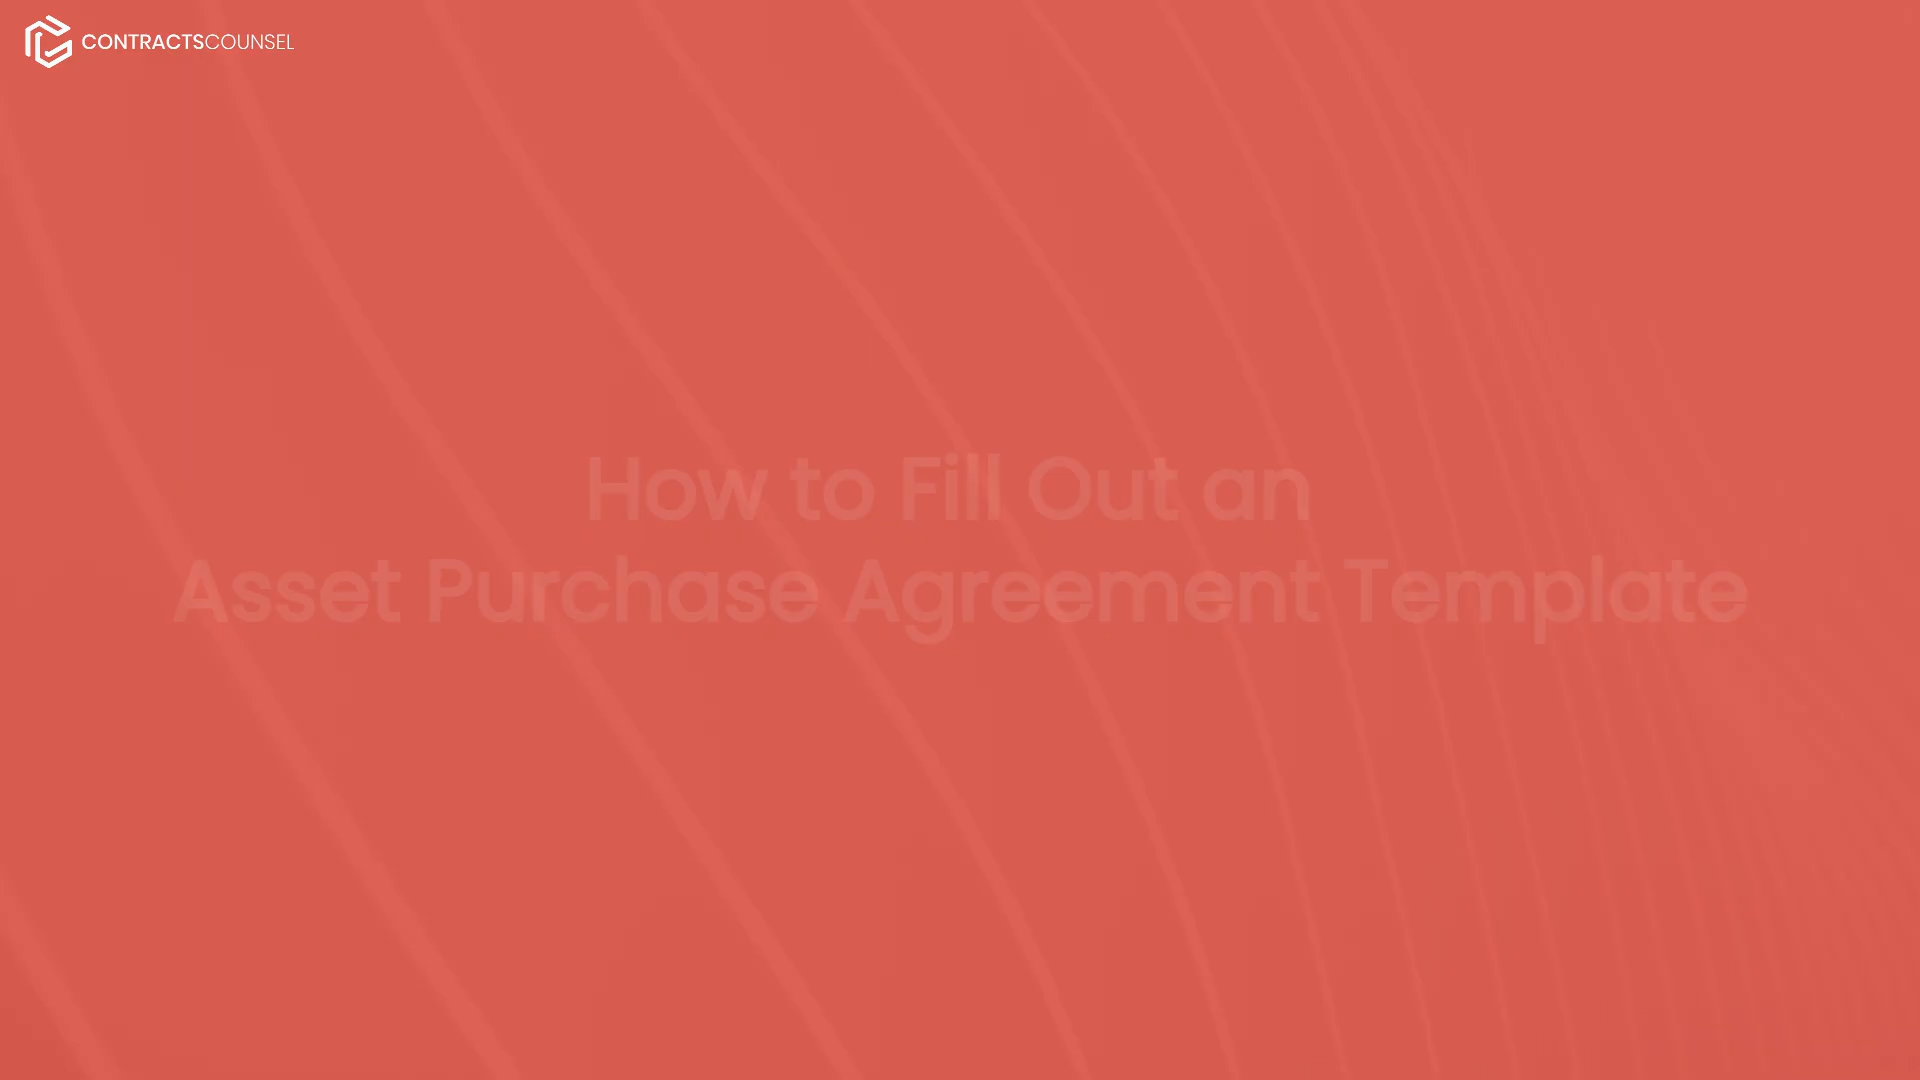 CONTRACTSCOUNSEL
How to Fill Out an
Asset Purchase Agreement Template